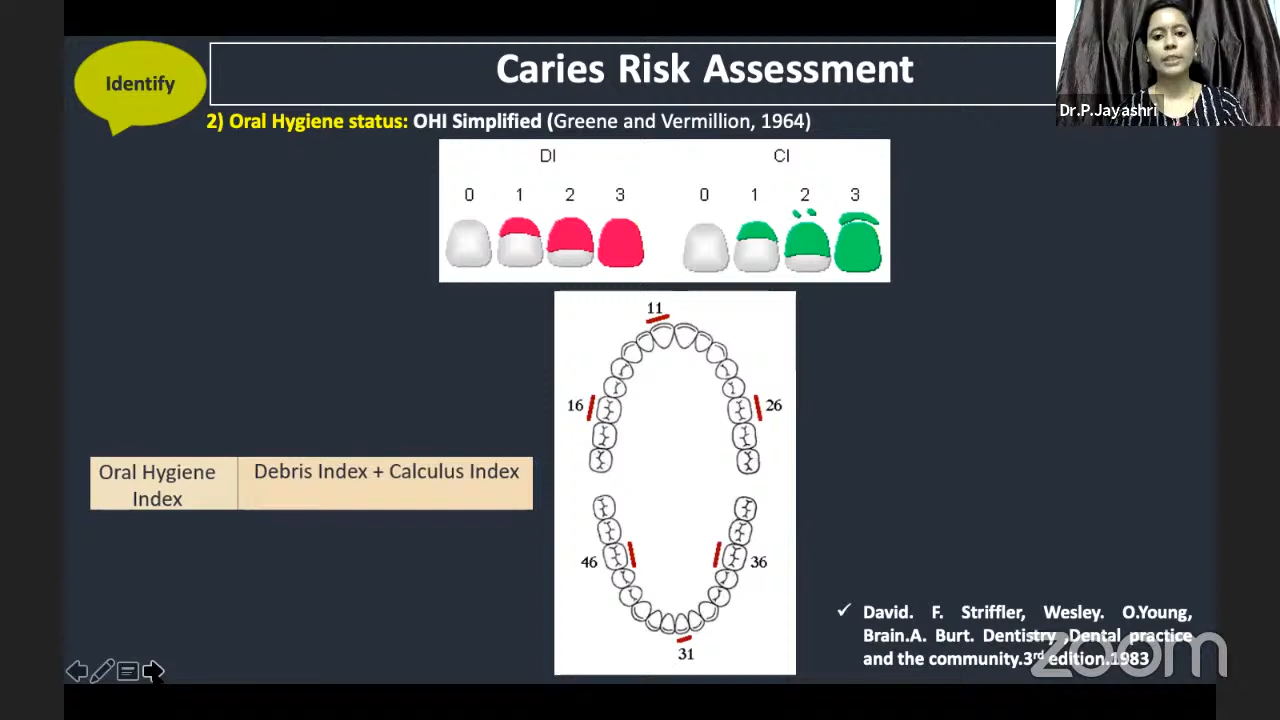 Identify
Caries Risk Assessment
Dr.P.Jayashri
2) Oral Hygiene status: OHI Simplified (Greene and Vermillion, 1964)
DI CI
0 1 2 3 0 1 2 3
11
16 26
Oral Hygiene
Index
Debris Index + Calculus Index
46 36
31
✓ David. F. Striffler, Wesley. O.Young,
Brain.A. Burt. Dentistry ,Dental practice
and the community.3rd edition.1983
zoom